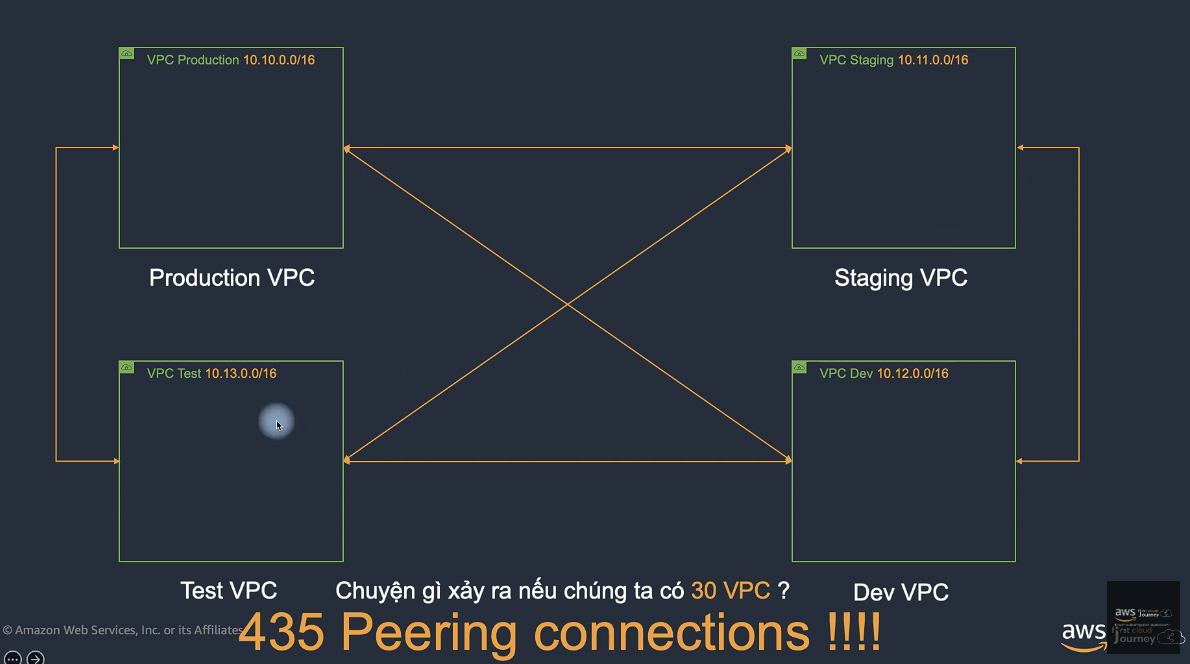 VPC Production 10.10.0.0/16
VPC Staging 10.11.0.0/16
Production VPC
Staging VPC
VPC Test 10.13.0.0/16
VPC Dev 10.12.0.0/16
Test VPC
Chuyện gì xảy ra nếu chúng ta có 30 VPC ?
Dev VPC
435 Peering connections !!!!
© Amazon Web Services, Inc. or its Affiliates
aws
aws
Journey
Journey